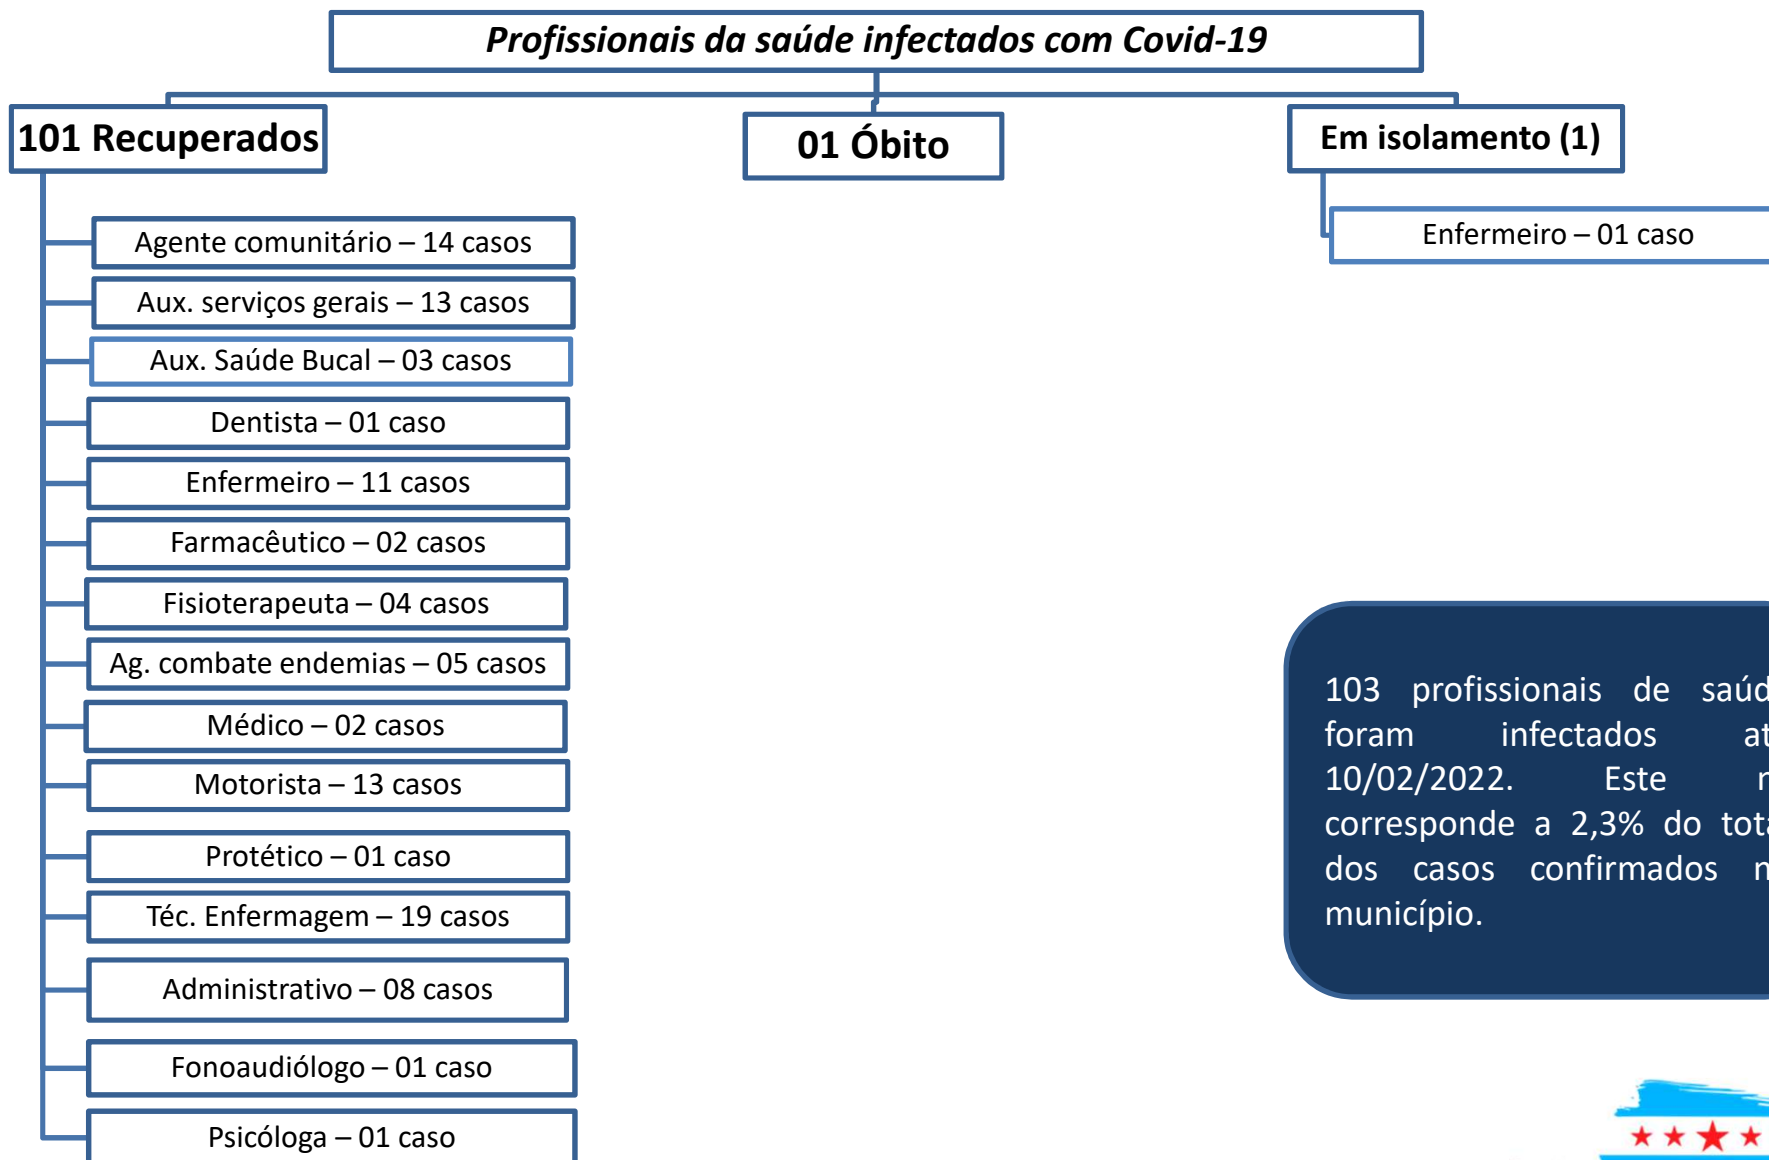 Profissionais da saúde infectados com Covid-19
101 Recuperados
01 Óbito
Em isolamento (1)
Agente comunitário – 14 casos
Aux. serviços gerais – 13 casos
Aux. Saúde Bucal – 03 casos
Dentista – 01 caso
Enfermeiro – 11 casos
Farmacêutico – 02 casos
Fisioterapeuta – 04 casos
Ag. combate endemias – 05 casos
Médico – 02 casos
Motorista – 13 casos
Protético – 01 caso
Téc. Enfermagem – 19 casos
Administrativo – 08 casos
Fonoaudiólogo – 01 caso
Psicóloga – 01 caso
Enfermeiro – 01 caso
103 profissionais de saúd
foram infectados at
10/02/2022. Este
corresponde a 2,3% do tota
dos casos confirmados
município.